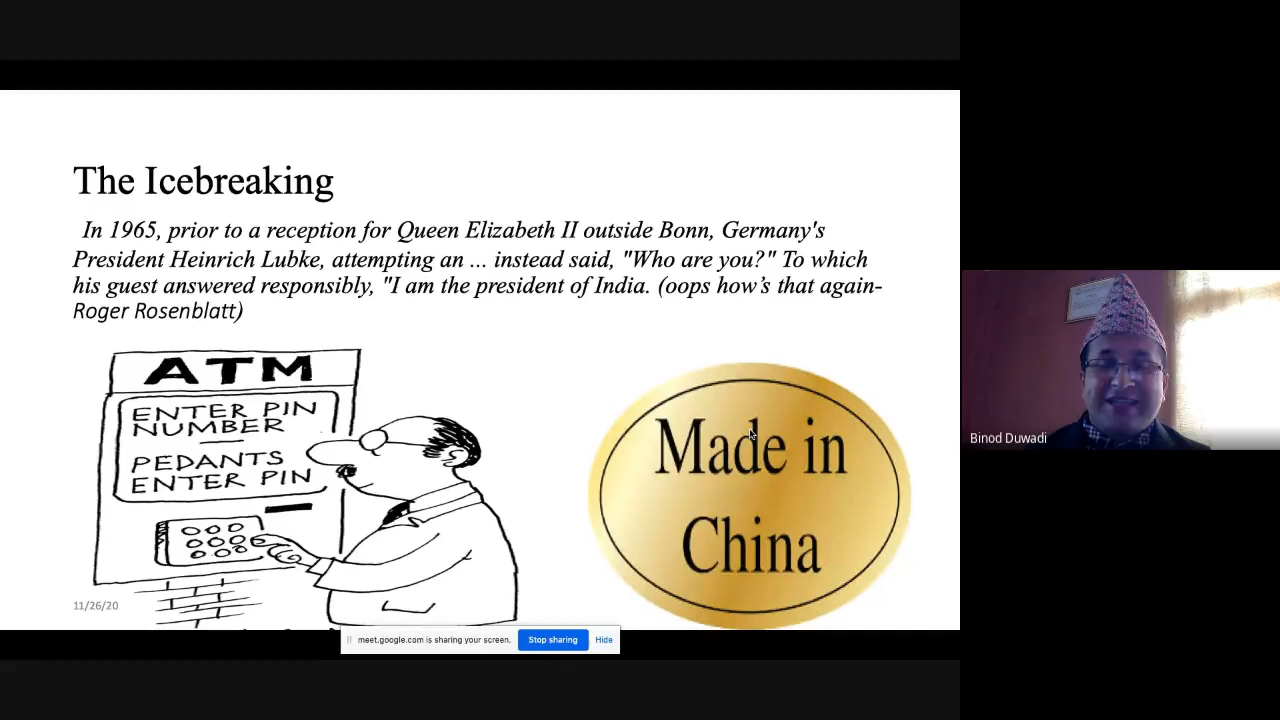 The Icebreaking
In 1965, prior to a reception for Queen Elizabeth II outside Bonn, Germany's
President Heinrich Lubke, attempting an ... instead said, "Who are you?" To which
his guest answered responsibly, "I am the president of India. (oops how’s that again-
Roger Rosenblatt)
ATM
ENTER PIN
NUMBER
PEDANTS
ENTER PIN
Made in
China
11/26/20
meet.google.com is sharing your screen.
Stop sharing
Hide
Binod Duwadi